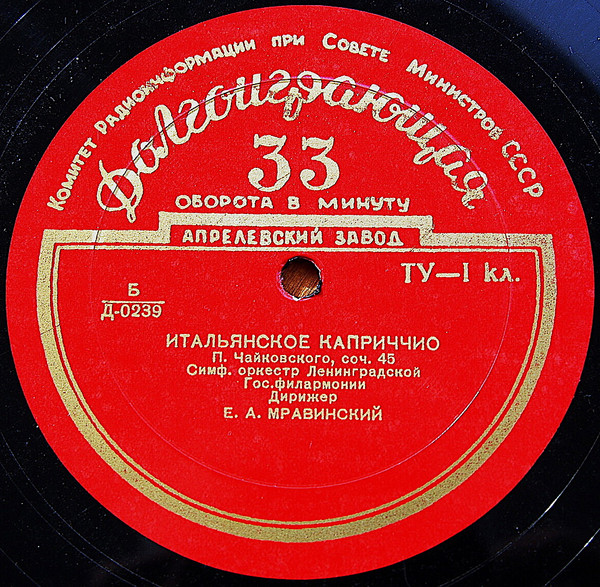 Комитет Радиоинформации при Совете Министров СССР
Долгоиграющая
33
ОБОРОТА В МИНУТУ
АПРЕЛЕВСКИЙ ЗАВОД
ТУ—I кл.
Б
Д-0239
ИТАЛЬЯНСКОЕ КАПРИЧЧИО
П. Чайковского, соч. 45
Симф. оркестр Ленинградской
Гос.филармонии
Дирижер
Е. А. МРАВИНСКИЙ